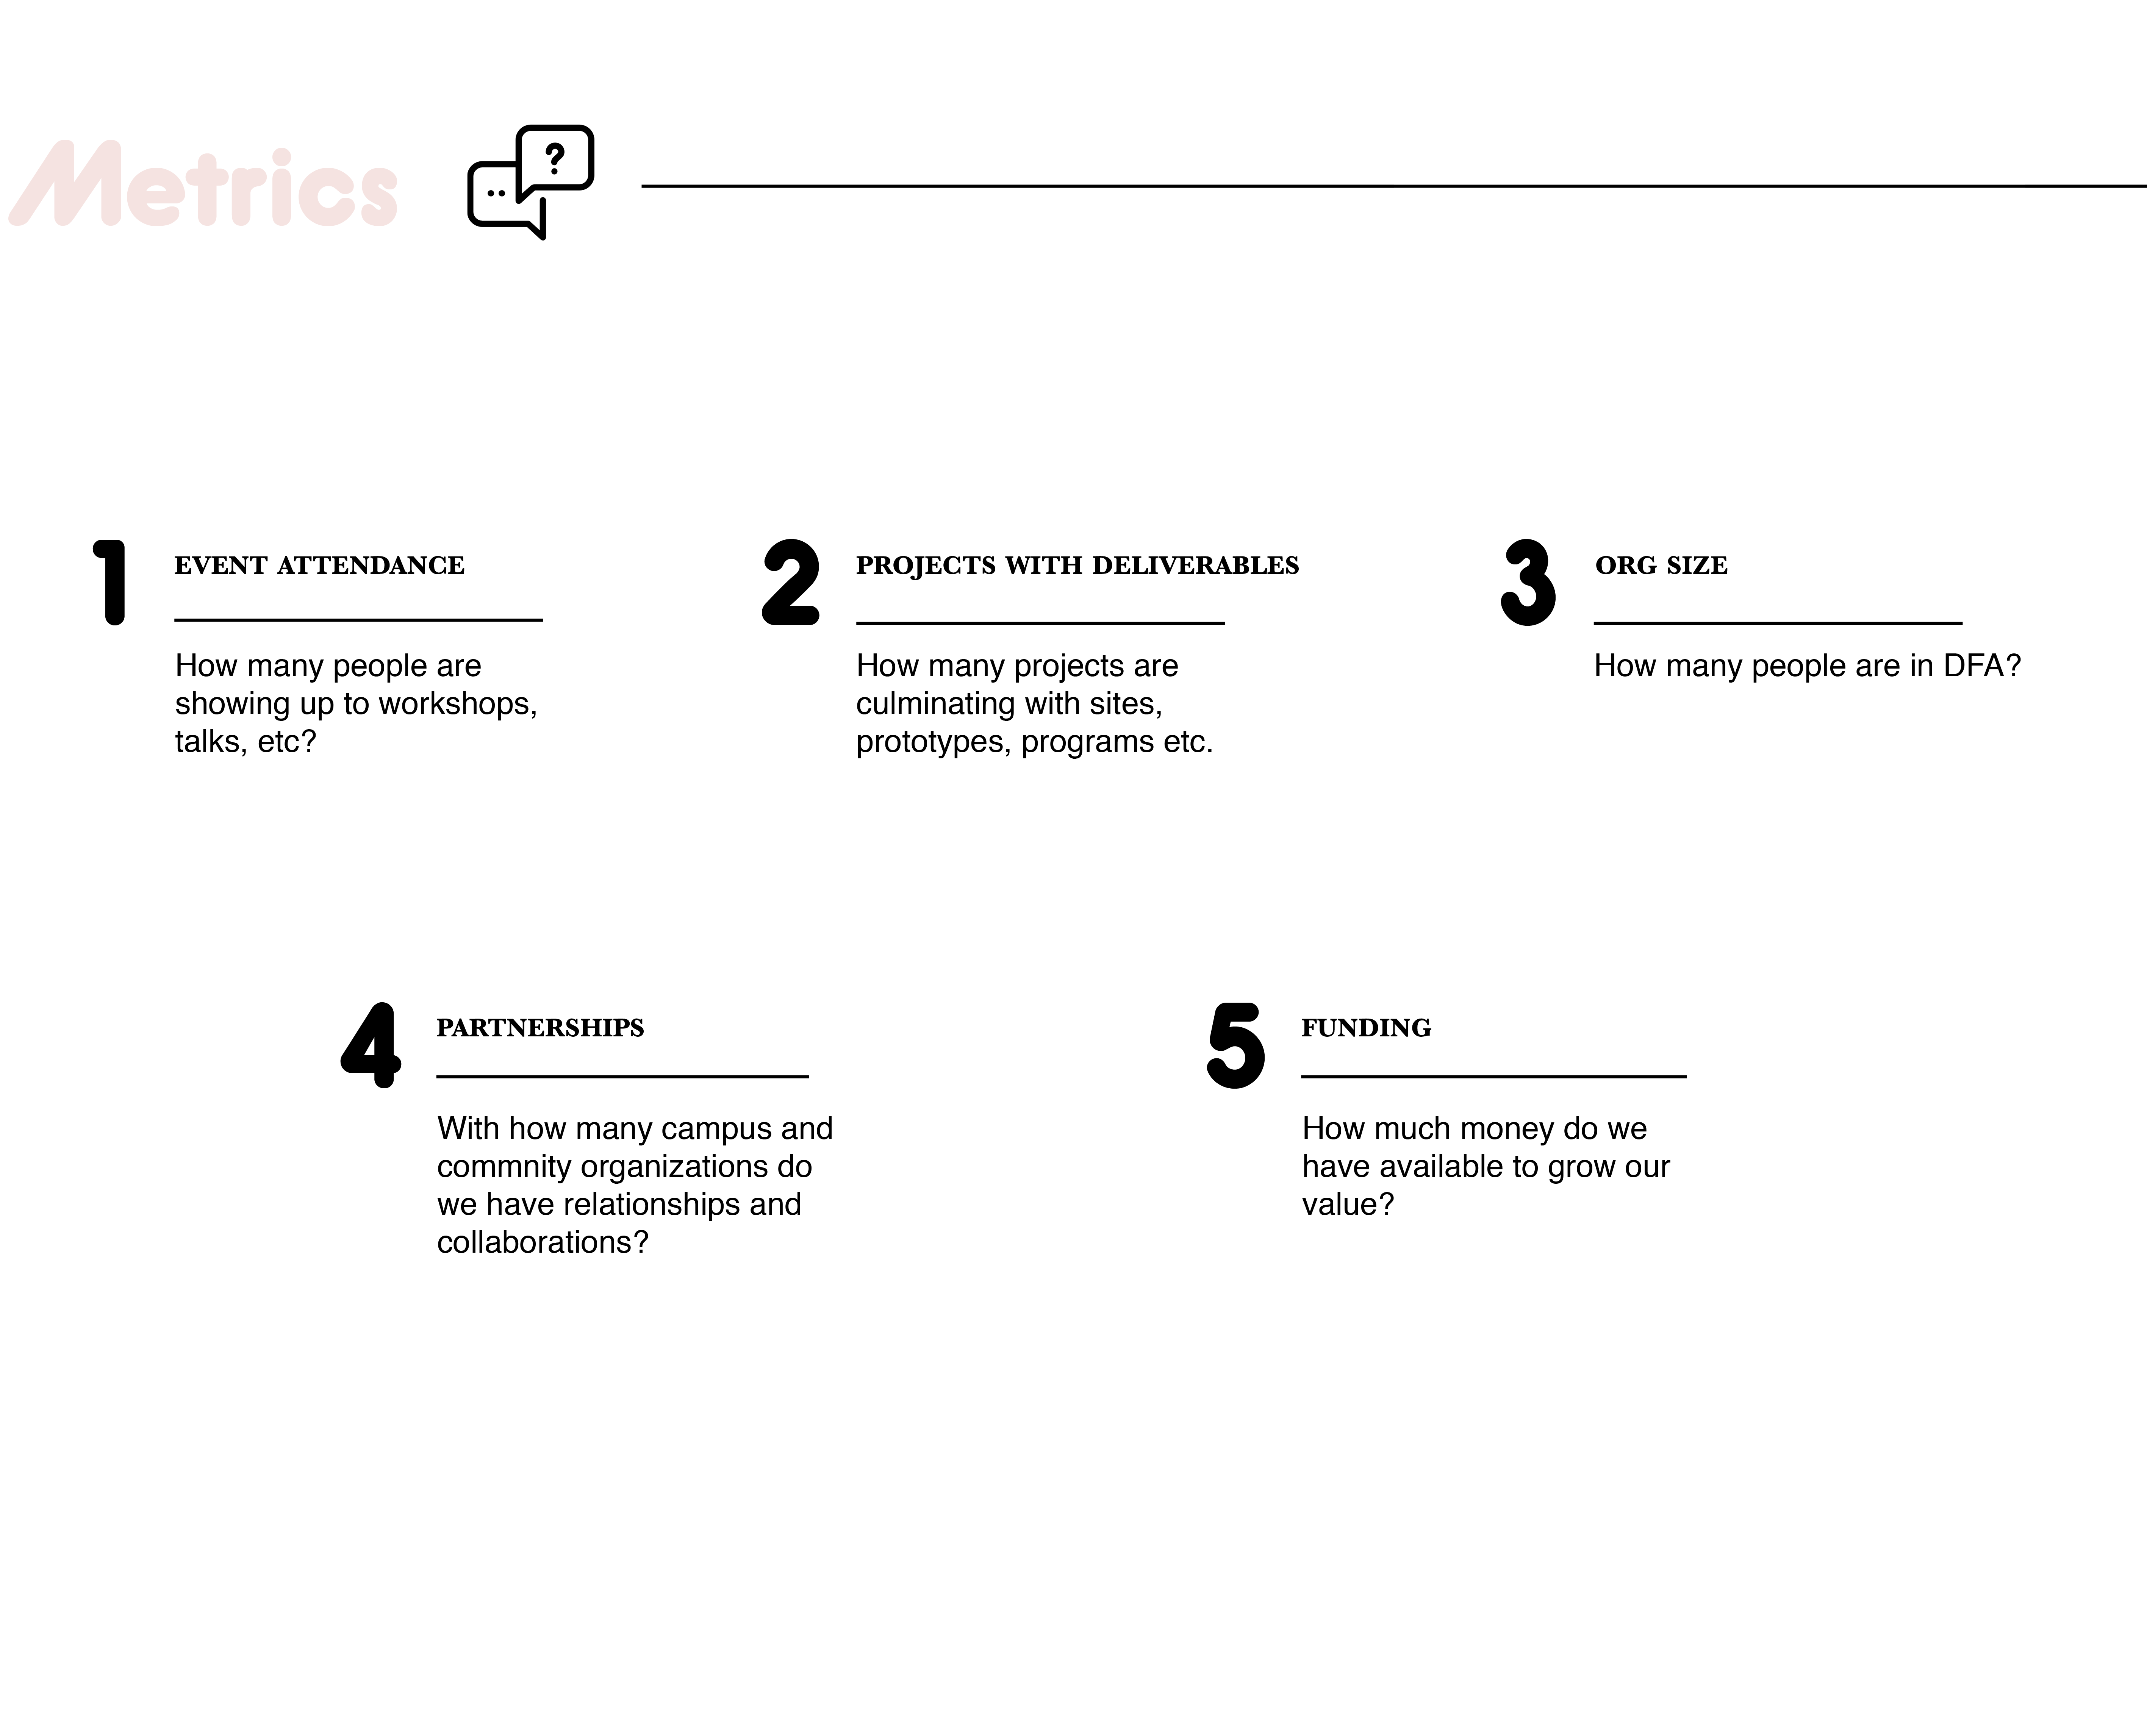 Metrics
?
1
EVENT ATTENDANCE
How many people are
showing up to workshops,
talks, etc?
2
PROJECTS WITH DELIVERABLES
How many projects are
culminating with sites,
prototypes, programs etc.
3
ORG SIZE
How many people are in DFA?
4
PARTNERSHIPS
With how many campus and
commnity organizations do
we have relationships and
collaborations?
5
FUNDING
How much money do we
have available to grow our
value?